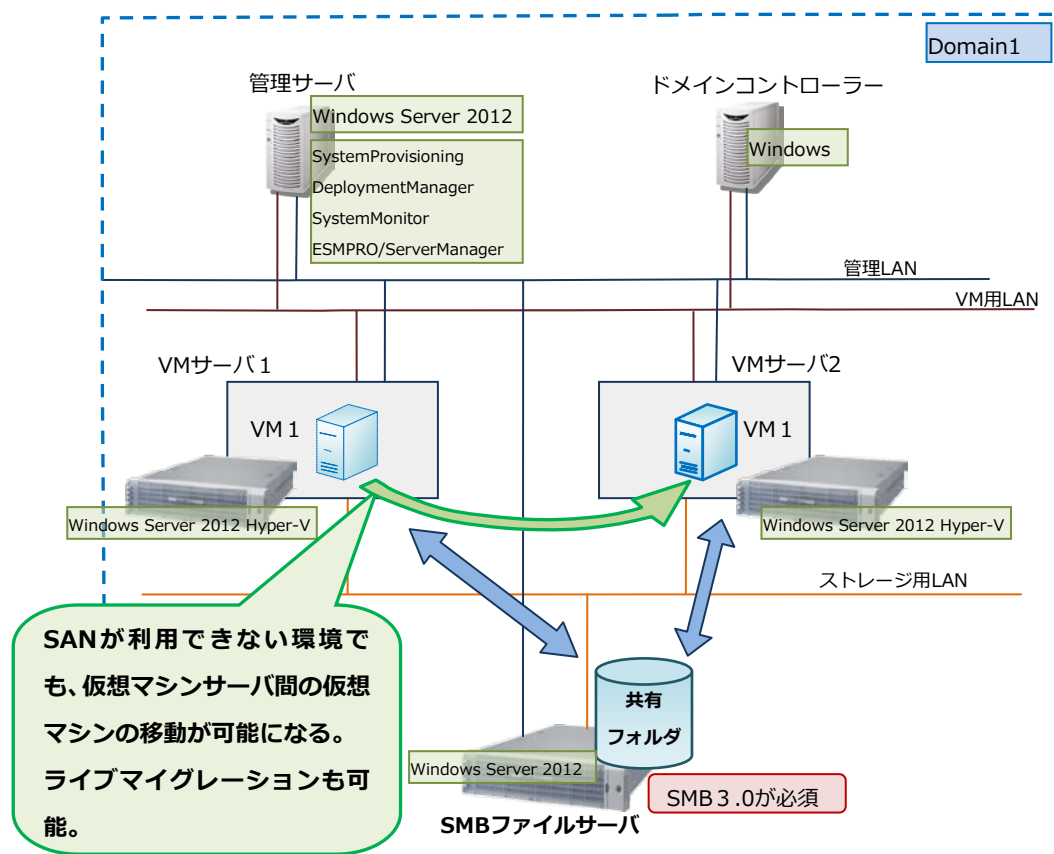 Domain1
管理サーバ
ドメインコントローラー
Windows Server 2012
Windows
SystemProvisioning
DeploymentManager
SystemMonitor
ESMPRO/ServerManager
管理LAN
VM用LAN
VMサーバ１
VMサーバ2
VM１
VM１
Windows Server 2012 Hyper-V
Windows Server 2012 Hyper-V
ストレージ用LAN
SANが利用できない環境で
も、仮想マシンサーバ間の仮想
マシンの移動が可能になる。
ライブマイグレーションも可
能。
共有
フォルダ
Windows Server 2012
SMB３.0が必須
SMBファイルサーバ